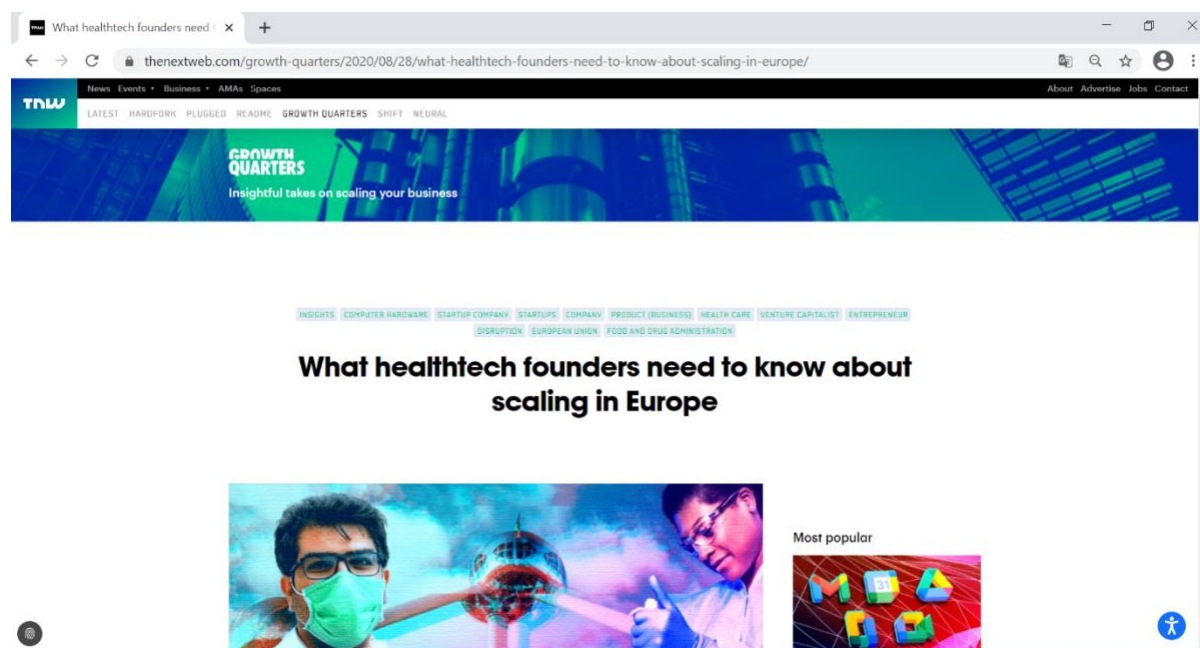 What healthtech founders need
thenextweb.com/growth-quarters/2020/08/28/what-healthtech-founders-need-to-know-about-scaling-in-europe/
News Events Business AMAs Spaces
About Advertise Jobs Contact
TNW
LATEST HARDFORK PLUGGED README GROWTH QUARTERS SHIFT NEURAL
GROWTH
QUARTERS
Insightful takes on scaling your business
INSIGHTS COMPUTER HARDWARE STARTUP COMPANY STARTUPS COMPANY PRODUCT (BUSINESS) HEALTH CARE VENTURE CAPITALIST ENTREPRENEUR
DISRUPTION EUROPEAN UNION FOOD AND DRUG ADMINISTRATION
What healthtech founders need to know about
scaling in Europe
Most popular
31